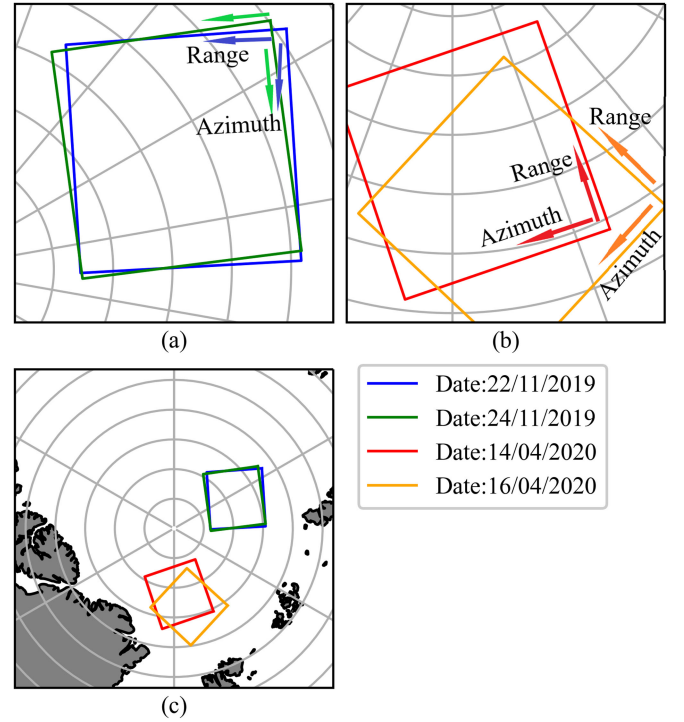 Range
Azimuth
(a)
Range
Range
Azimuth
Azimuth
(b)
(c)
Date:22/11/2019
Date:24/11/2019
Date:14/04/2020
Date:16/04/2020